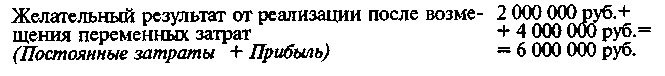 Желательный результат от реализации после возме- 2 000 000 руб.+
щения переменных затрат + 4 000 000 руб.=
(Постоянные затраты + Прибыль) = 6 000 000 руб.